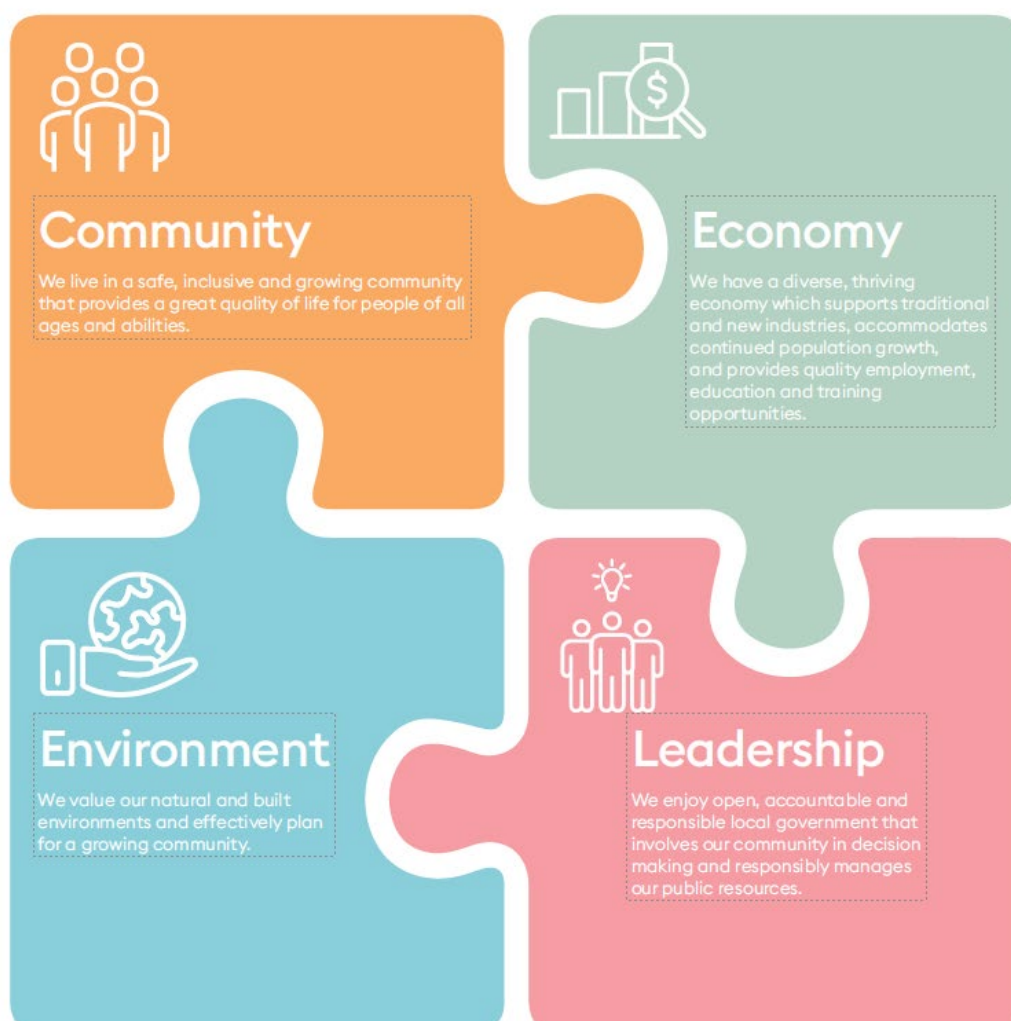 Community
We live in a safe, inclusive and growing community
that provides a great quality of life for people of all
ages and abilities.
$
Economy
We have a diverse, thriving
economy which supports traditional
and new industries, accommodates
continued population growth,
and provides quality employment,
education and training
opportunities.
Environment
We value our natural and built
environments and effectively plan
for a growing community.
Leadership
We enjoy open, accountable and
responsible local government that
involves our community in decision
making and responsibly manages
our public resources.